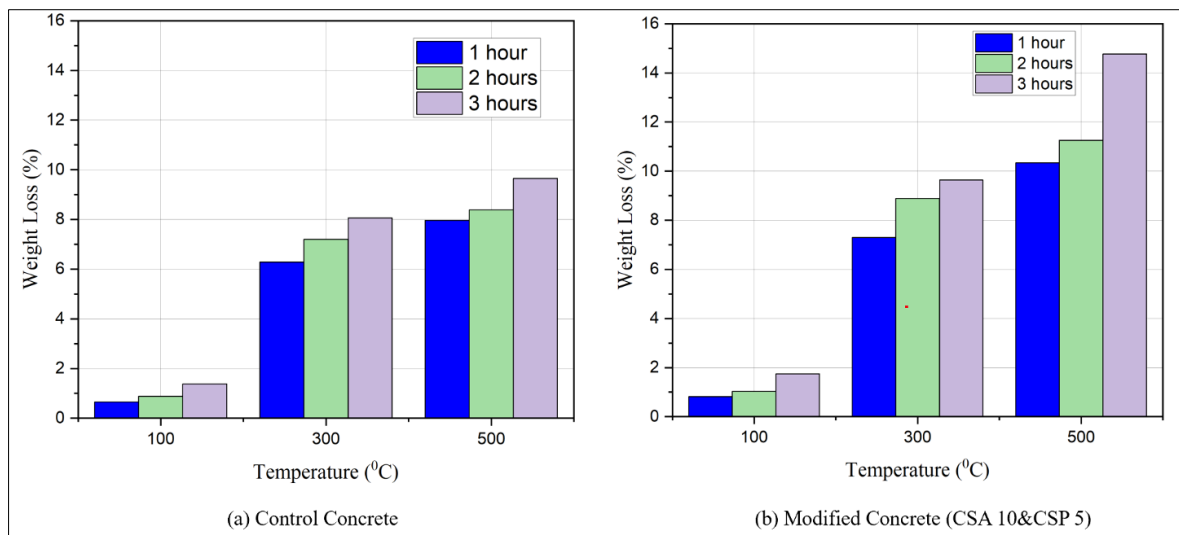 16
14
12
10
8
6
4
2
0
Weight Loss (%)
1 hour
2 hours
3 hours
100
300
500
Temperature (⁰C)
(a) Control Concrete
16
14
12
10
8
6
4
2
0
Weight Loss (%)
1 hour
2 hours
3 hours
100
300
500
Temperature (⁰C)
(b) Modified Concrete (CSA 10&CSP 5)